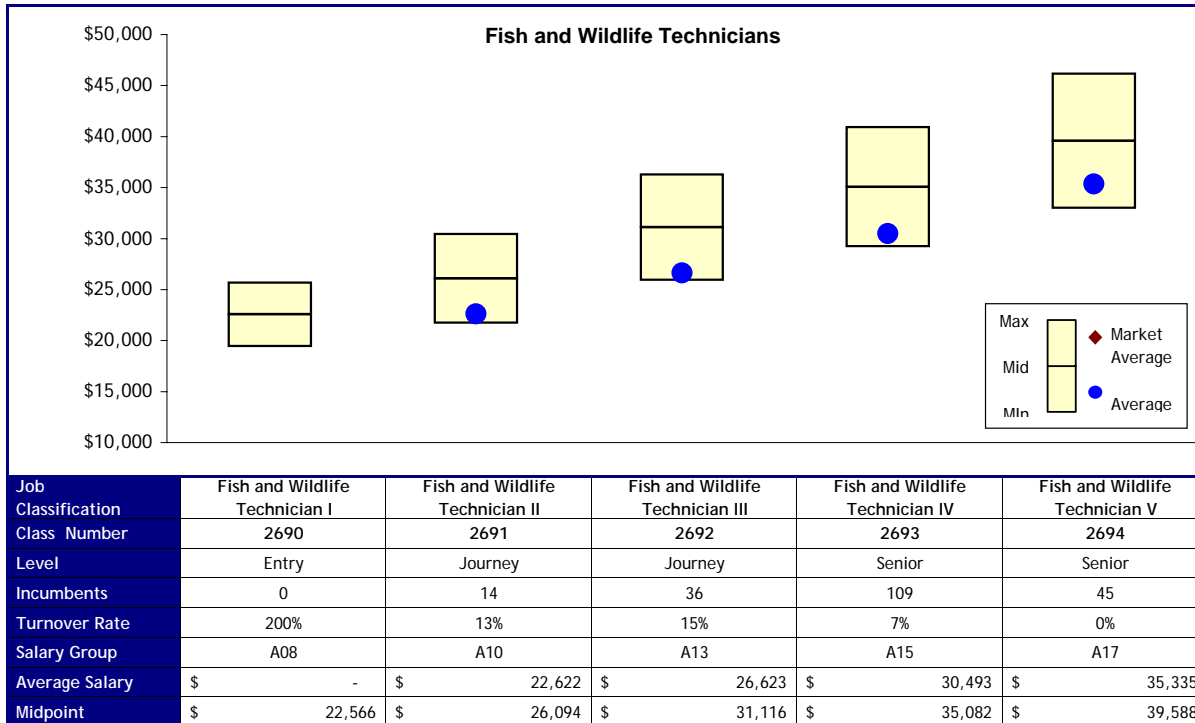 Fish and Wildlife Technicians
$50,000
$45,000
$40,000
$35,000
$30,000
$25,000
$20,000
$15,000
$10,000
Max
Mid
MIn
Market
Average
Average
Job Classification Fish and Wildlife Technician I Fish and Wildlife Technician II Fish and Wildlife Technician III Fish and Wildlife Technician IV Fish and Wildlife Technician V
Class Number 2690 2691 2692 2693 2694
Level Entry Journey Journey Senior Senior
Incumbents 0 14 36 109 45
Turnover Rate 200% 13% 15% 7% 0%
Salary Group A08 A10 A13 A15 A17
Average Salary $ - $ 22,622 $ 26,623 $ 30,493 $ 35,335
Midpoint $ 22,566 $ 26,094 $ 31,116 $ 35,082 $ 39,588